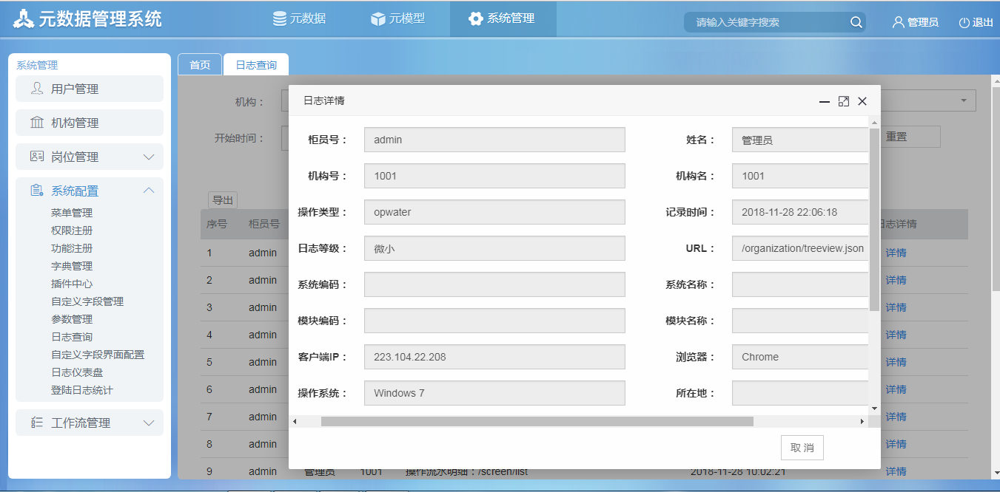 元数据管理系统
元数据
元模型
系统管理
请输入关键字搜索
管理员
退出
系统管理
用户管理
机构管理
岗位管理
系统配置
菜单管理
权限注册
功能注册
字典管理
插件中心
自定义字段管理
参数管理
日志查询
自定义字段界面配置
日志仪表盘
登陆日志统计
工作流管理
首页
日志查询
机构：
开始时间：
重置
导出
序号 柜员号 日志详情
1 admin 详情
2 admin 详情
3 admin 详情
4 admin 详情
5 admin 详情
6 admin 详情
7 admin 详情
8 admin 详情
9 admin 管理员 1001 操作流水明细：/screen/list 2018-11-28 10:02:21 详情
日志详情
柜员号： admin 姓名： 管理员
机构号： 1001 机构名： 1001
操作类型： opwater 记录时间： 2018-11-28 22:06:18
日志等级： 微小 URL： /organization/treeview.json
系统编码： 系统名称：
模块编码： 模块名称：
客户端IP： 223.104.22.208 浏览器： Chrome
操作系统： Windows 7 所在地：
取 消